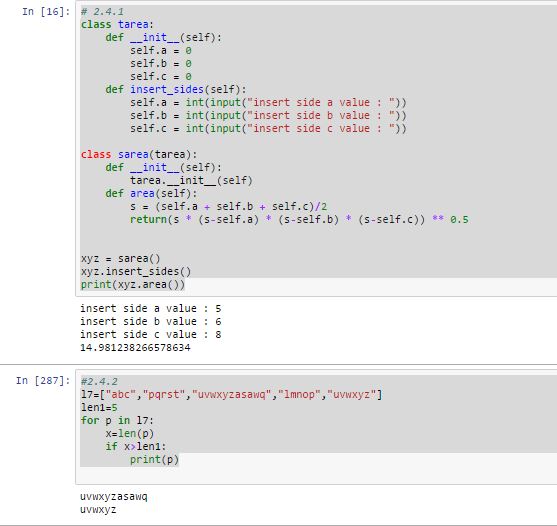 In [16]: # 2.4.1
class tarea:
    def __init__(self):
        self.a = 0
        self.b = 0
        self.c = 0
    def insert_sides(self):
        self.a = int(input("insert side a value : "))
        self.b = int(input("insert side b value : "))
        self.c = int(input("insert side c value : "))
class sarea(tarea):
    def __init__(self):
        tarea.__init__(self)
    def area(self):
        s = (self.a + self.b + self.c)/2
        return(s * (s-self.a) * (s-self.b) * (s-self.c)) ** 0.5
xyz = sarea()
xyz.insert_sides()
print(xyz.area())
insert side a value : 5
insert side b value : 6
insert side c value : 8
14.981238266578634
In [287]: #2.4.2
l7=["abc","pqrst","uvwxyzasawq","lmnop","uvwxyz"]
len1=5
for p in l7:
    x=len(p)
    if x>len1:
        print(p)
uvwxyzasawq
uvwxyz